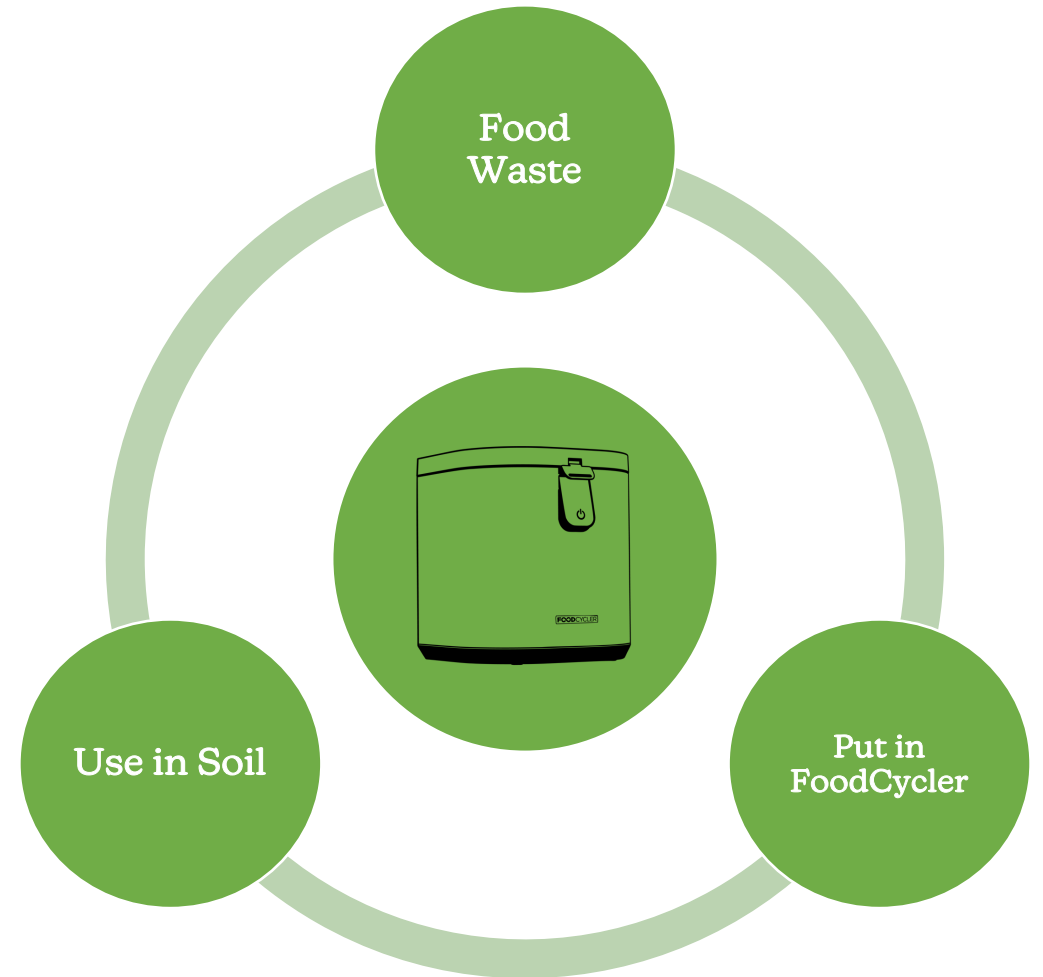 Food
Waste
FOODCYCLER
Use in Soil
Put in
FoodCycler